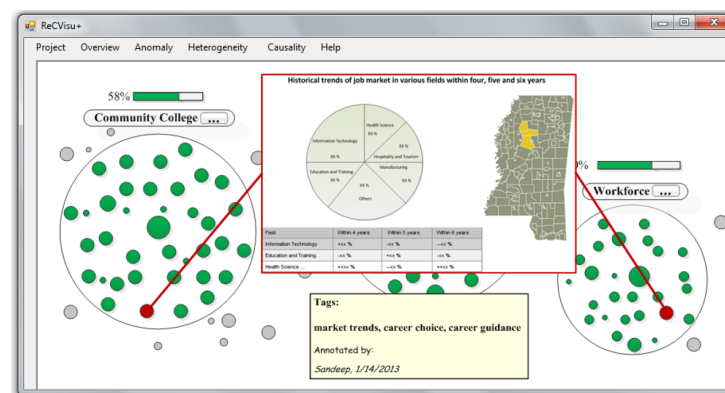 ReCVisu+
Project Overview Anomaly Heterogeneity Causality Help
58%
Community College ...
Historical trends of job market in various fields within four, five and six years
Health Science
XX %
Information Technology
XX %
Hospitality and Tourism
XX %
Education and Training
XX %
Manufacturing
XX %
XX %
Others
Field Within 4 years Within 5 years Within 6 years
Information Technology +xx % -xx % --xx %
Education and Training -xx % +xx % -xx %
Health Science ... ++xx % --xx % ++xx %
%
Workforce ...
Tags:
market trends, career choice, career guidance
Annotated by:
Sandeep, 1/14/2013